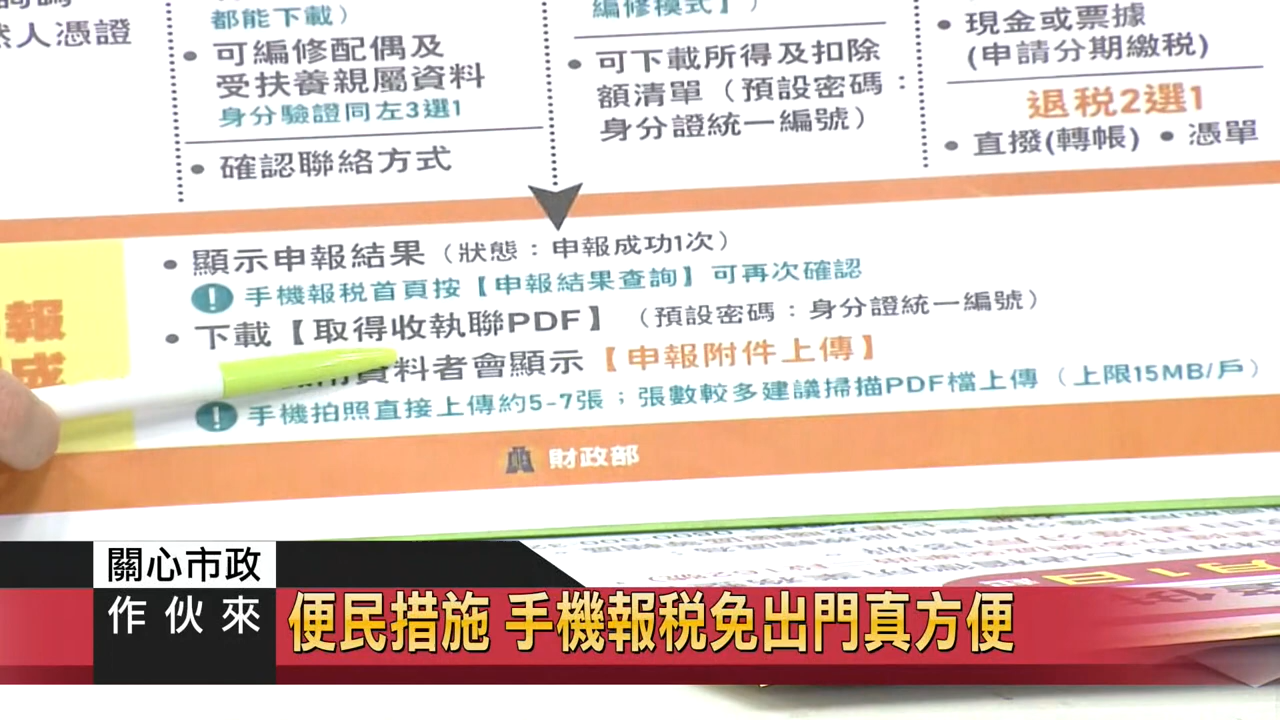 都能下載）
然人憑證
• 可編修配偶及
受扶養親屬資料
身分驗證同左3選1
• 確認聯絡方式
編修模式】）
• 可下載所得及扣除
額清單（預設密碼：
身分證統一編號）
• 現金或票據
(申請分期繳稅)
退稅2選1
• 直撥(轉帳) • 憑單
• 顯示申報結果（狀態：申報成功1次）
! 手機報稅首頁按【申報結果查詢】可再次確認
報
• 下載【取得收執聯PDF】（預設密碼：身分證統一編號）
成
資料者會顯示【申報附件上傳】
! 手機拍照直接上傳約5-7張；張數較多建議掃描PDF檔上傳（上限15MB/戶）
財政部
月1日起
關心市政
作伙來
便民措施 手機報稅免出門真方便